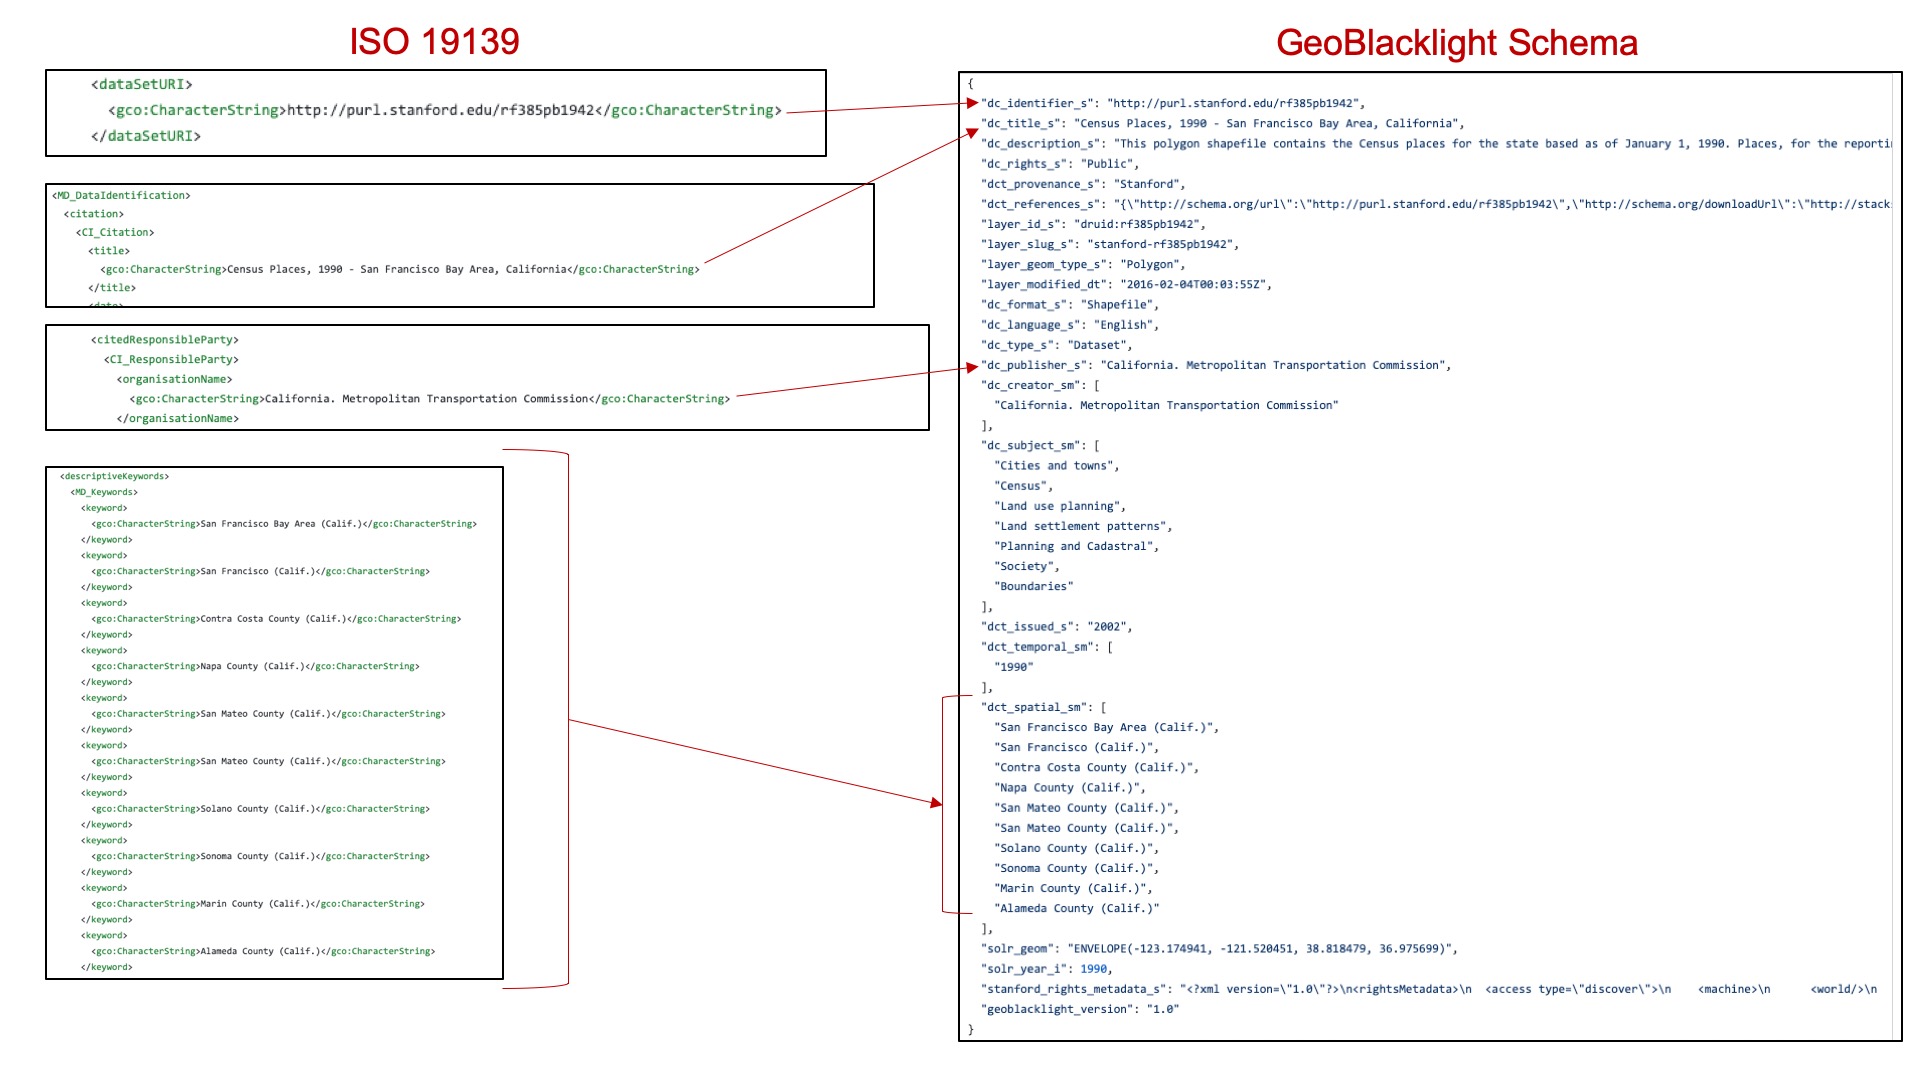 ISO 19139
<dataSetURI>
<gco:CharacterString>http://purl.stanford.edu/rf385pb1942</gco:CharacterString>
</dataSetURI>
<MD_DataIdentification>
<citation>
<CI_Citation>
<title>
<gco:CharacterString>Census Places, 1990 - San Francisco Bay Area, California</gco:CharacterString>
</title>
<date>
<citedResponsibleParty>
<CI_ResponsibleParty>
<organisationName>
<gco:CharacterString>California. Metropolitan Transportation Commission</gco:CharacterString>
</organisationName>
<descriptiveKeywords>
<MD_Keywords>
<keyword>
<gco:CharacterString>San Francisco Bay Area (Calif.)</gco:CharacterString>
</keyword>
<keyword>
<gco:CharacterString>San Francisco (Calif.)</gco:CharacterString>
</keyword>
<keyword>
<gco:CharacterString>Contra Costa County (Calif.)</gco:CharacterString>
</keyword>
<keyword>
<gco:CharacterString>Napa County (Calif.)</gco:CharacterString>
</keyword>
<keyword>
<gco:CharacterString>San Mateo County (Calif.)</gco:CharacterString>
</keyword>
<keyword>
<gco:CharacterString>San Mateo County (Calif.)</gco:CharacterString>
</keyword>
<keyword>
<gco:CharacterString>Solano County (Calif.)</gco:CharacterString>
</keyword>
<keyword>
<gco:CharacterString>Sonoma County (Calif.)</gco:CharacterString>
</keyword>
<keyword>
<gco:CharacterString>Marin County (Calif.)</gco:CharacterString>
</keyword>
<keyword>
<gco:CharacterString>Alameda County (Calif.)</gco:CharacterString>
</keyword>
GeoBlacklight Schema
{
"dc_identifier_s": "http://purl.stanford.edu/rf385pb1942",
"dc_title_s": "Census Places, 1990 - San Francisco Bay Area, California",
"dc_description_s": "This polygon shapefile contains the Census places for the state based as of January 1, 1990. Places, for the reporti
"dc_rights_s": "Public",
"dct_provenance_s": "Stanford",
"dct_references_s": "{\"http://schema.org/url\":\"http://purl.stanford.edu/rf385pb1942\",\"http://schema.org/downloadUrl\":\"http://stack
"layer_id_s": "druid:rf385pb1942",
"layer_slug_s": "stanford-rf385pb1942",
"layer_geom_type_s": "Polygon",
"layer_modified_dt": "2016-02-04T00:03:55Z",
"dc_format_s": "Shapefile",
"dc_language_s": "English",
"dc_type_s": "Dataset",
"dc_publisher_s": "California. Metropolitan Transportation Commission",
"dc_creator_sm": [
"California. Metropolitan Transportation Commission"
],
"dc_subject_sm": [
"Cities and towns",
"Census",
"Land use planning",
"Land settlement patterns",
"Planning and Cadastral",
"Society",
"Boundaries"
],
"dct_issued_s": "2002",
"dct_temporal_sm": [
"1990"
],
"dct_spatial_sm": [
"San Francisco Bay Area (Calif.)",
"San Francisco (Calif.)",
"Contra Costa County (Calif.)",
"Napa County (Calif.)",
"San Mateo County (Calif.)",
"San Mateo County (Calif.)",
"Solano County (Calif.)",
"Sonoma County (Calif.)",
"Marin County (Calif.)",
"Alameda County (Calif.)"
],
"solr_geom": "ENVELOPE(-123.174941, -121.520451, 38.818479, 36.975699)",
"solr_year_i": 1990,
"stanford_rights_metadata_s": "<?xml version=\"1.0\"?>\n<rightsMetadata>\n <access type=\"discover\">\n <machine>\n <world/>\n
"geoblacklight_version": "1.0"
}